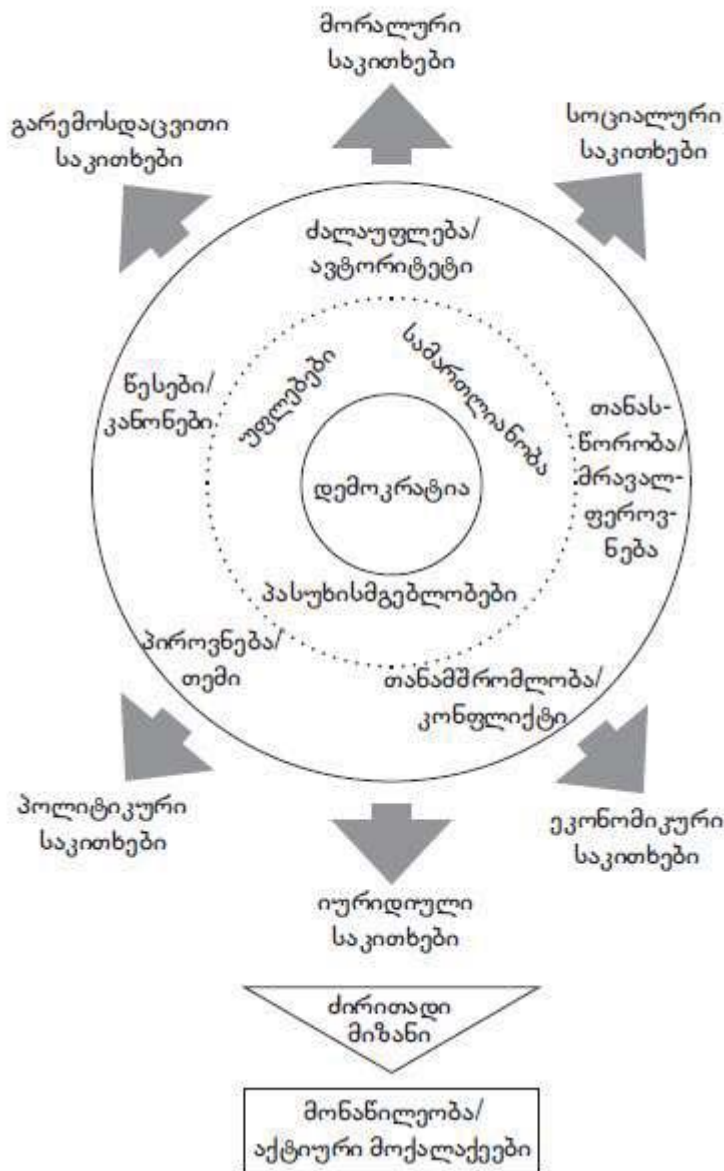 მორალური
საკითხები
გარემოსდაცვითი
საკითხები
სოციალური
საკითხები
ძალაუფლება/
ავტორიტეტი
წესები/
კანონები
უფლებები
სამართლიანობა
თანას-
წორობა/
მრავალ-
ფეროვ-
ნება
დემოკრატია
პასუხისმგებლობები
პიროვნება/
თემი
თანამშრომლობა/
კონფლიქტი
პოლიტიკური
საკითხები
ეკონომიკური
საკითხები
იურიდიული
საკითხები
ძირითადი
მიზანი
მონაწილეობა/
აქტიური მოქალაქეები